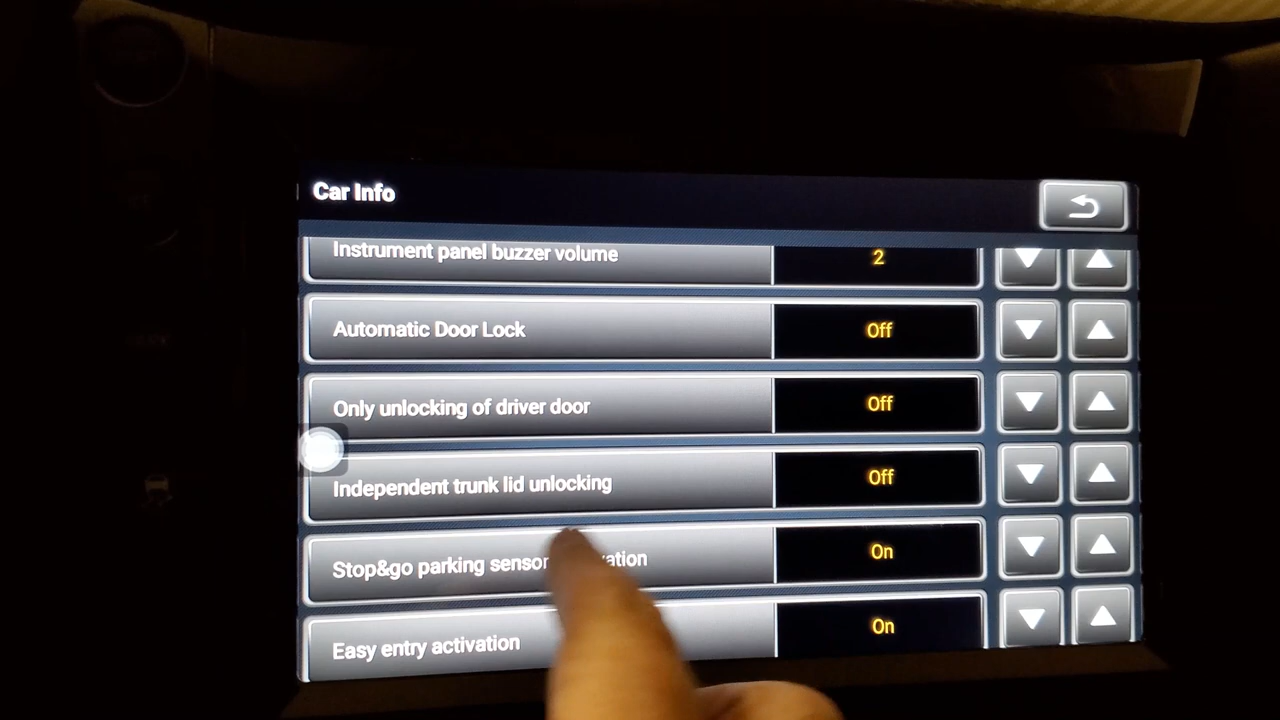 Car Info
Instrument panel buzzer volume 2
Automatic Door Lock Off
Only unlocking of driver door Off
Independent trunk lid unlocking Off
Stop&go parking sensor On
Easy entry activation On